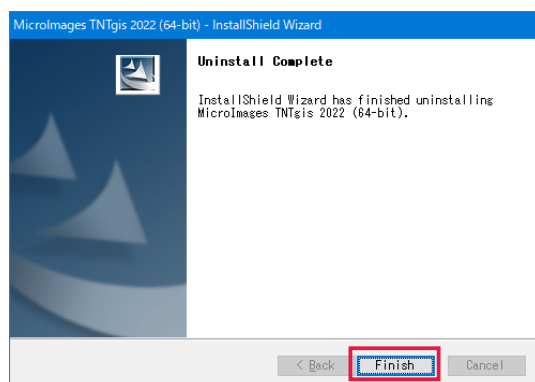 MicroImages TNTgis 2022 (64-bit) - InstallShield Wizard
Uninstall Complete
InstallShield Wizard has finished uninstalling
MicroImages TNTgis 2022 (64-bit).
< Back
Finish
Cancel